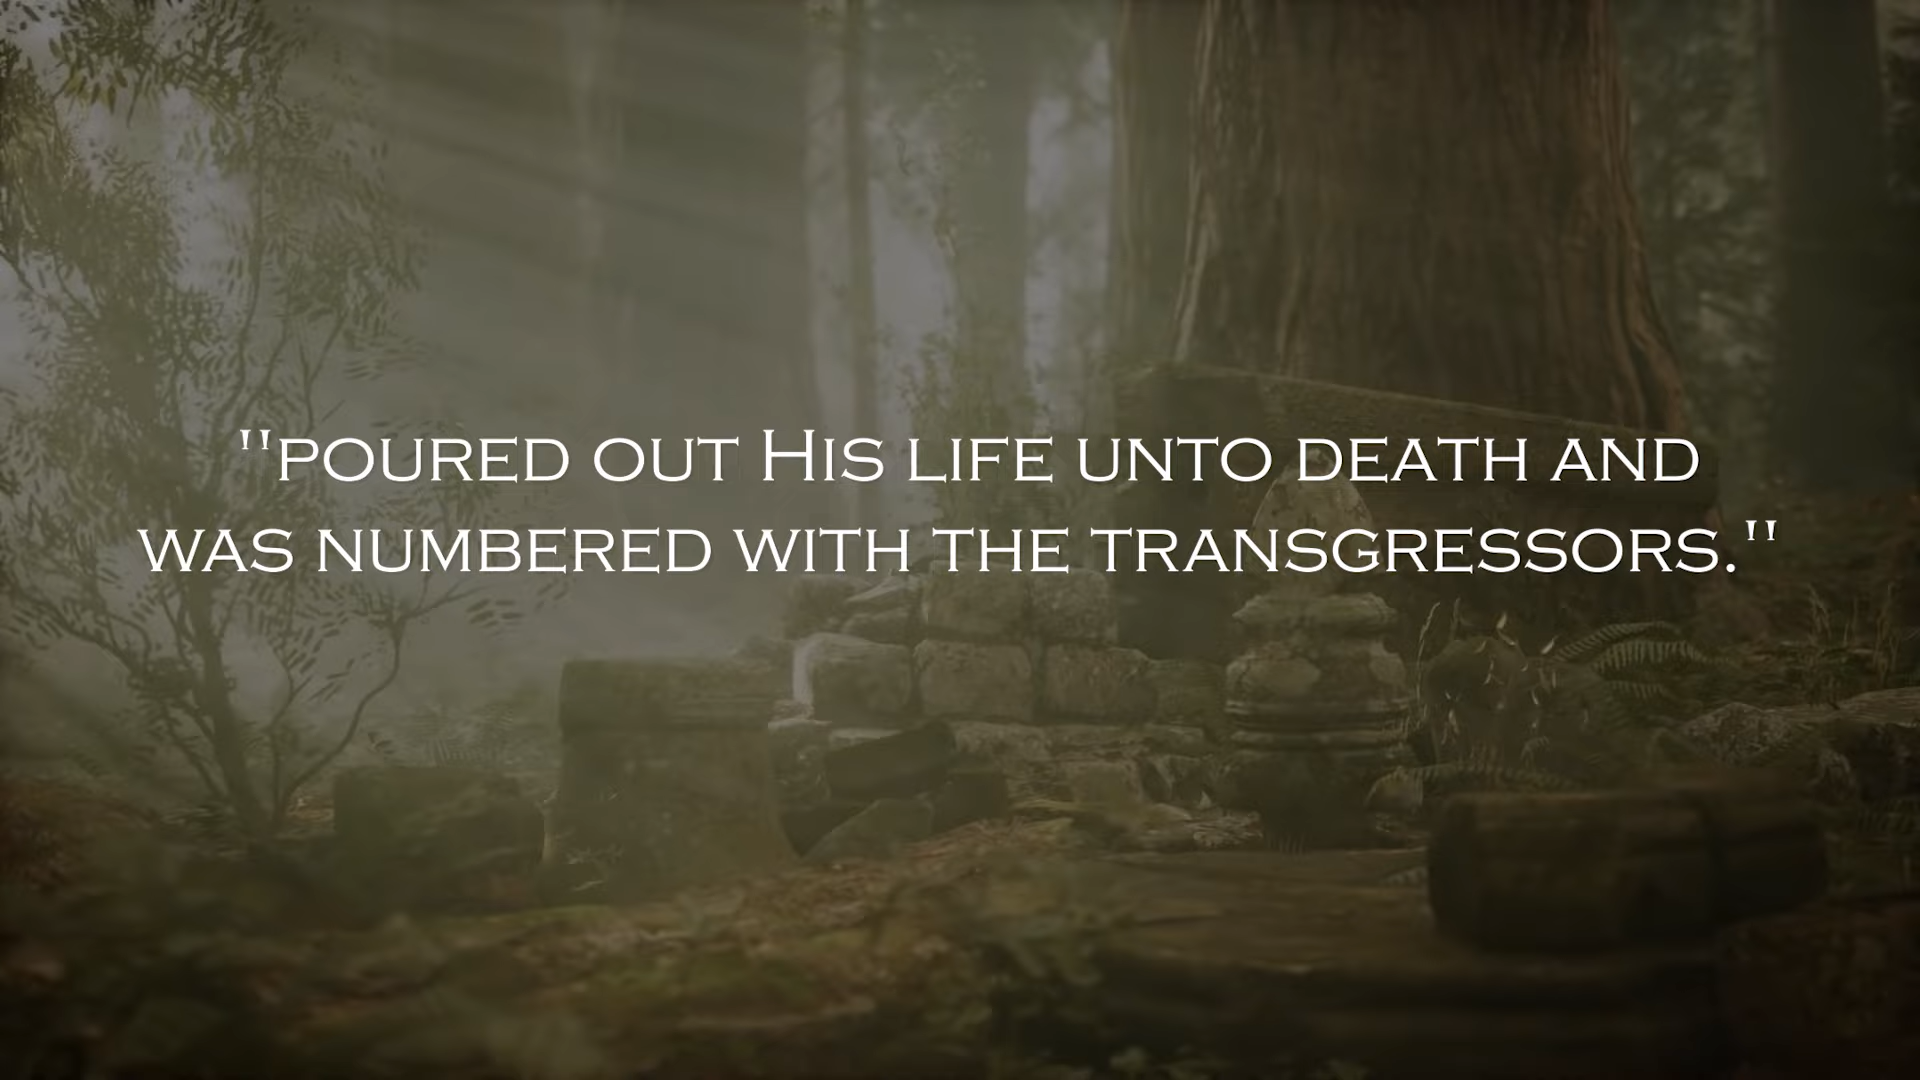 "POURED OUT HIS LIFE UNTO DEATH AND
WAS NUMBERED WITH THE TRANSGRESSORS."